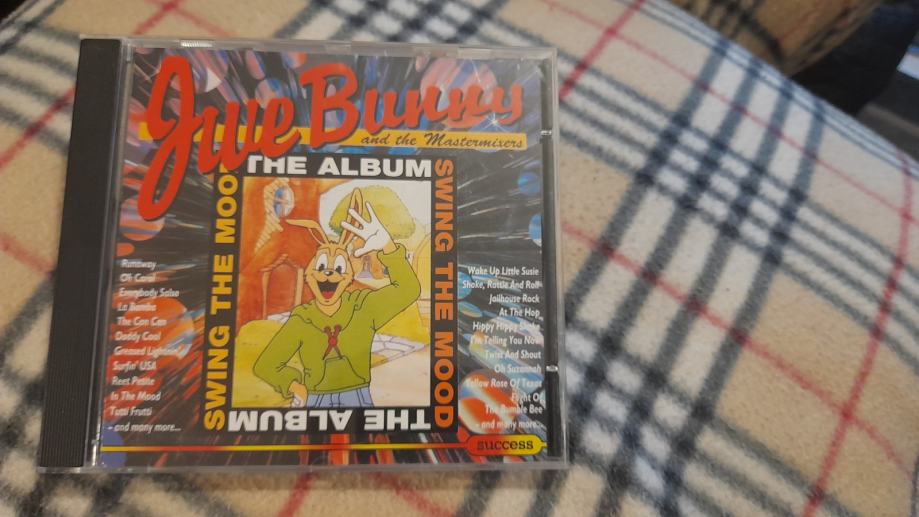 Jive Bunny
and the Mastermixers
THE ALBUM
SWING THE MOOD
SWING THE MOOD
THE ALBUM
Runaway
Oh Carol
Everybody Salsa
La Bamba
The Can Can
Daddy Cool
Greased Lightnin'
Surfin' USA
Reet Petite
In The Mood
Tutti Frutti
- and many more...
Wake Up Little Susie
Shake, Rattle And Roll
Jailhouse Rock
At The Hop
Hippy Hippy Shake
I'm Telling You Now
Twist And Shout
Oh Suzannah
Yellow Rose Of Texas
Flight Of
The Bumble Bee
- and many more...
success